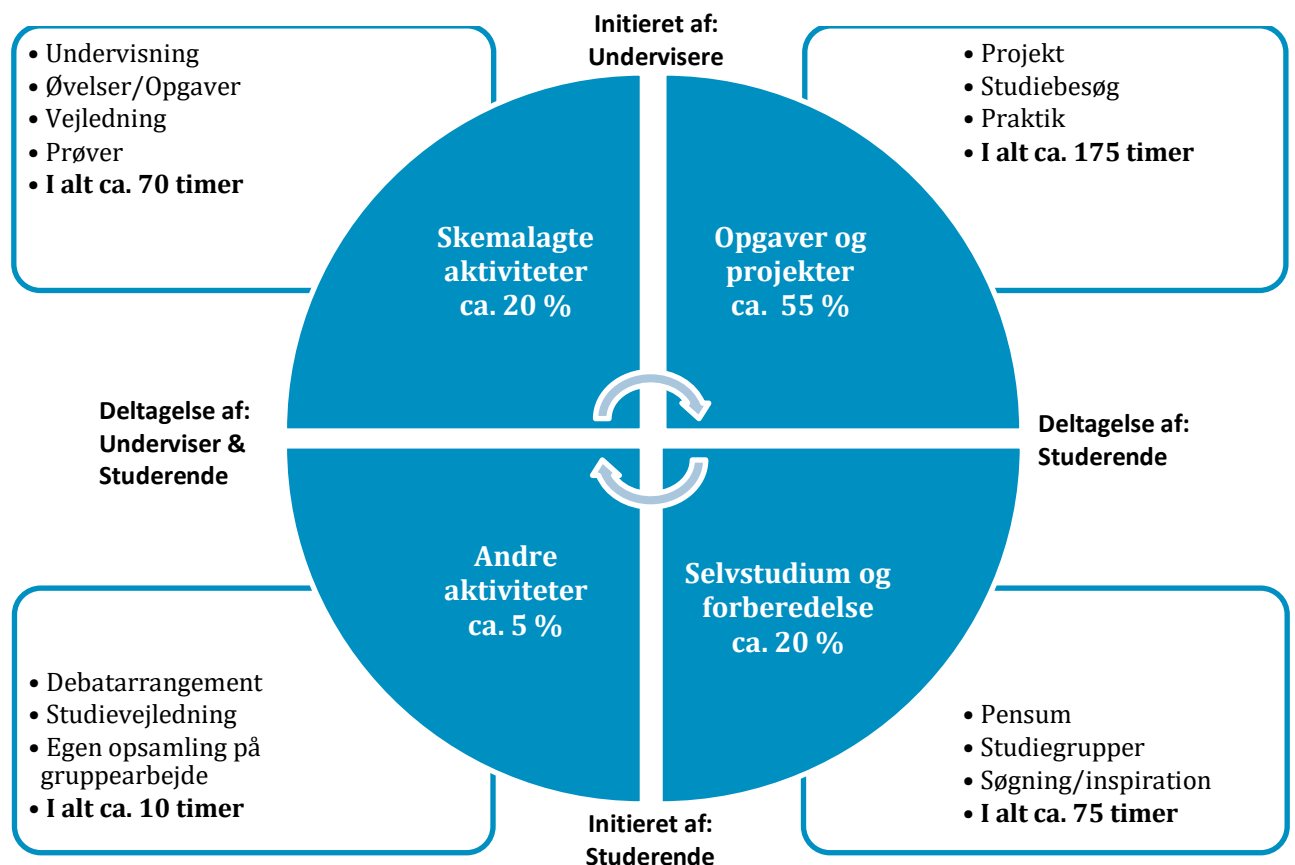 Initieret af:
Undervisere
• Undervisning
• Øvelser/Opgaver
• Vejledning
• Prøver
• I alt ca. 70 timer
• Projekt
• Studiebesøg
• Praktik
• I alt ca. 175 timer
Skemalagte
aktiviteter
ca. 20 %
Opgaver og
projekter
ca. 55 %
Deltagelse af:
Underviser &
Studerende
Deltagelse af:
Studerende
Andre
aktiviteter
ca. 5 %
Selvstudium og
forberedelse
ca. 20 %
• Debatarrangement
• Studievejledning
• Egen opsamling på
gruppearbejde
• I alt ca. 10 timer
• Pensum
• Studiegrupper
• Søgning/inspiration
• I alt ca. 75 timer
Initieret af:
Studerende